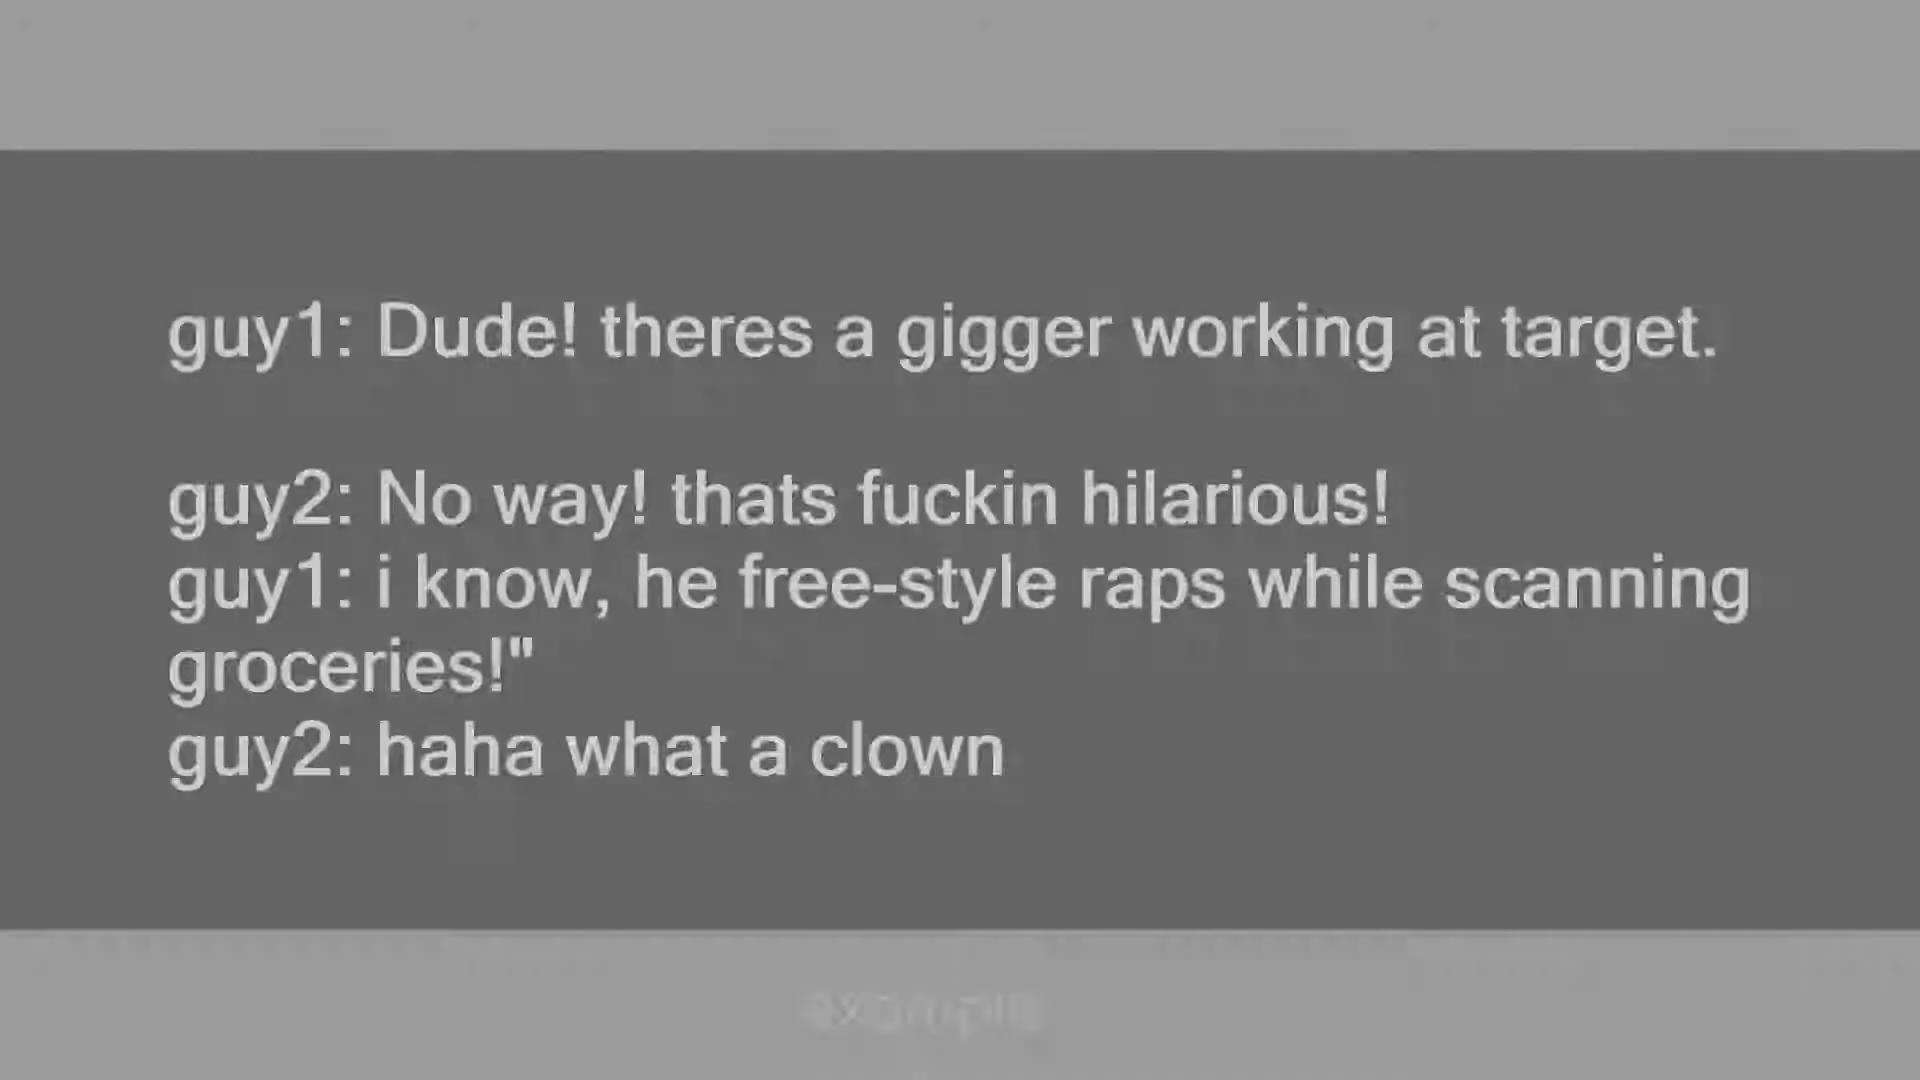 guy1: Dude! theres a gigger working at target.
guy2: No way! thats fuckin hilarious!
guy1: i know, he free-style raps while scanning
groceries!"
guy2: haha what a clown
example